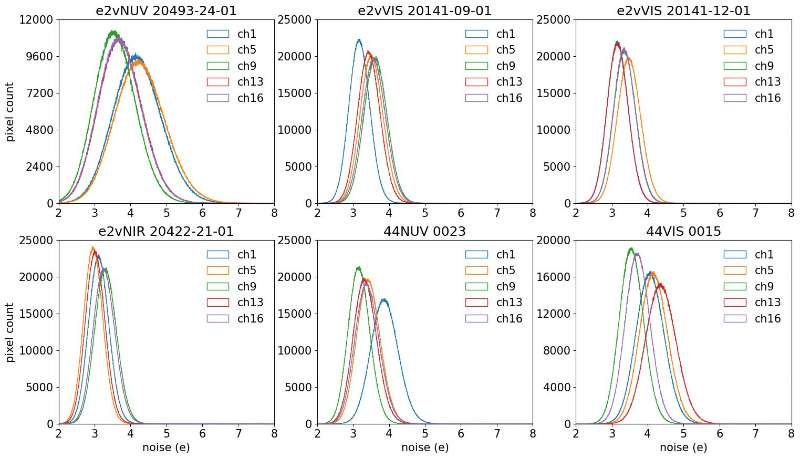 e2vNUV 20493-24-01
12000
9600
7200
4800
2400
0
pixel count
2 3 4 5 6 7 8
ch1
ch5
ch9
ch13
ch16
e2vVIS 20141-09-01
25000
20000
15000
10000
5000
0
2 3 4 5 6 7 8
ch1
ch5
ch9
ch13
ch16
e2vVIS 20141-12-01
25000
20000
15000
10000
5000
0
2 3 4 5 6 7 8
ch1
ch5
ch9
ch13
ch16
e2vNIR 20422-21-01
25000
20000
15000
10000
5000
0
pixel count
2 3 4 5 6 7 8
noise (e)
ch1
ch5
ch9
ch13
ch16
44NUV 0023
25000
20000
15000
10000
5000
0
2 3 4 5 6 7 8
noise (e)
ch1
ch5
ch9
ch13
ch16
44VIS 0015
20000
16000
12000
8000
4000
0
2 3 4 5 6 7 8
noise (e)
ch1
ch5
ch9
ch13
ch16